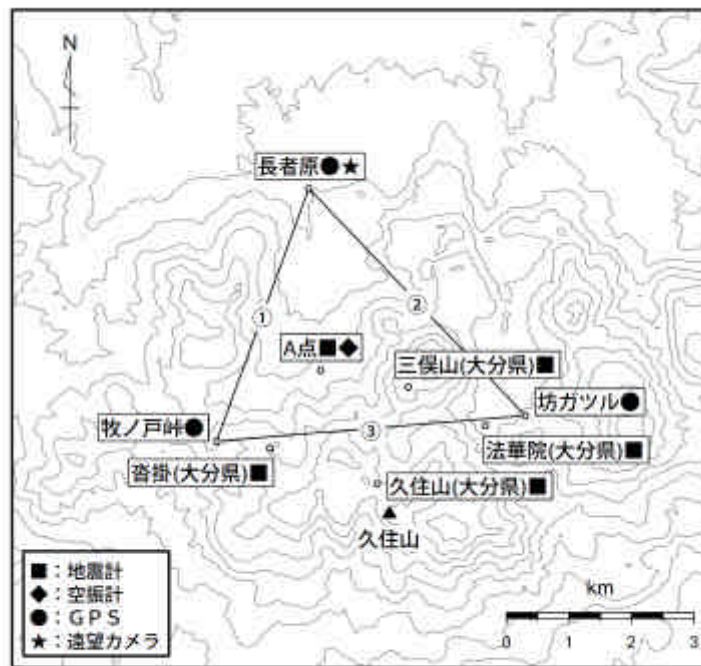 N
長者原●★
①
②
A点■◆
三俣山(大分県)■
坊ガツル●
牧ノ戸峠●
③
法華院(大分県)■
沓掛(大分県)■
久住山(大分県)■
久住山
■：地震計
◆：空振計
●：GPS
★：遠望カメラ
km
0 1 2 3